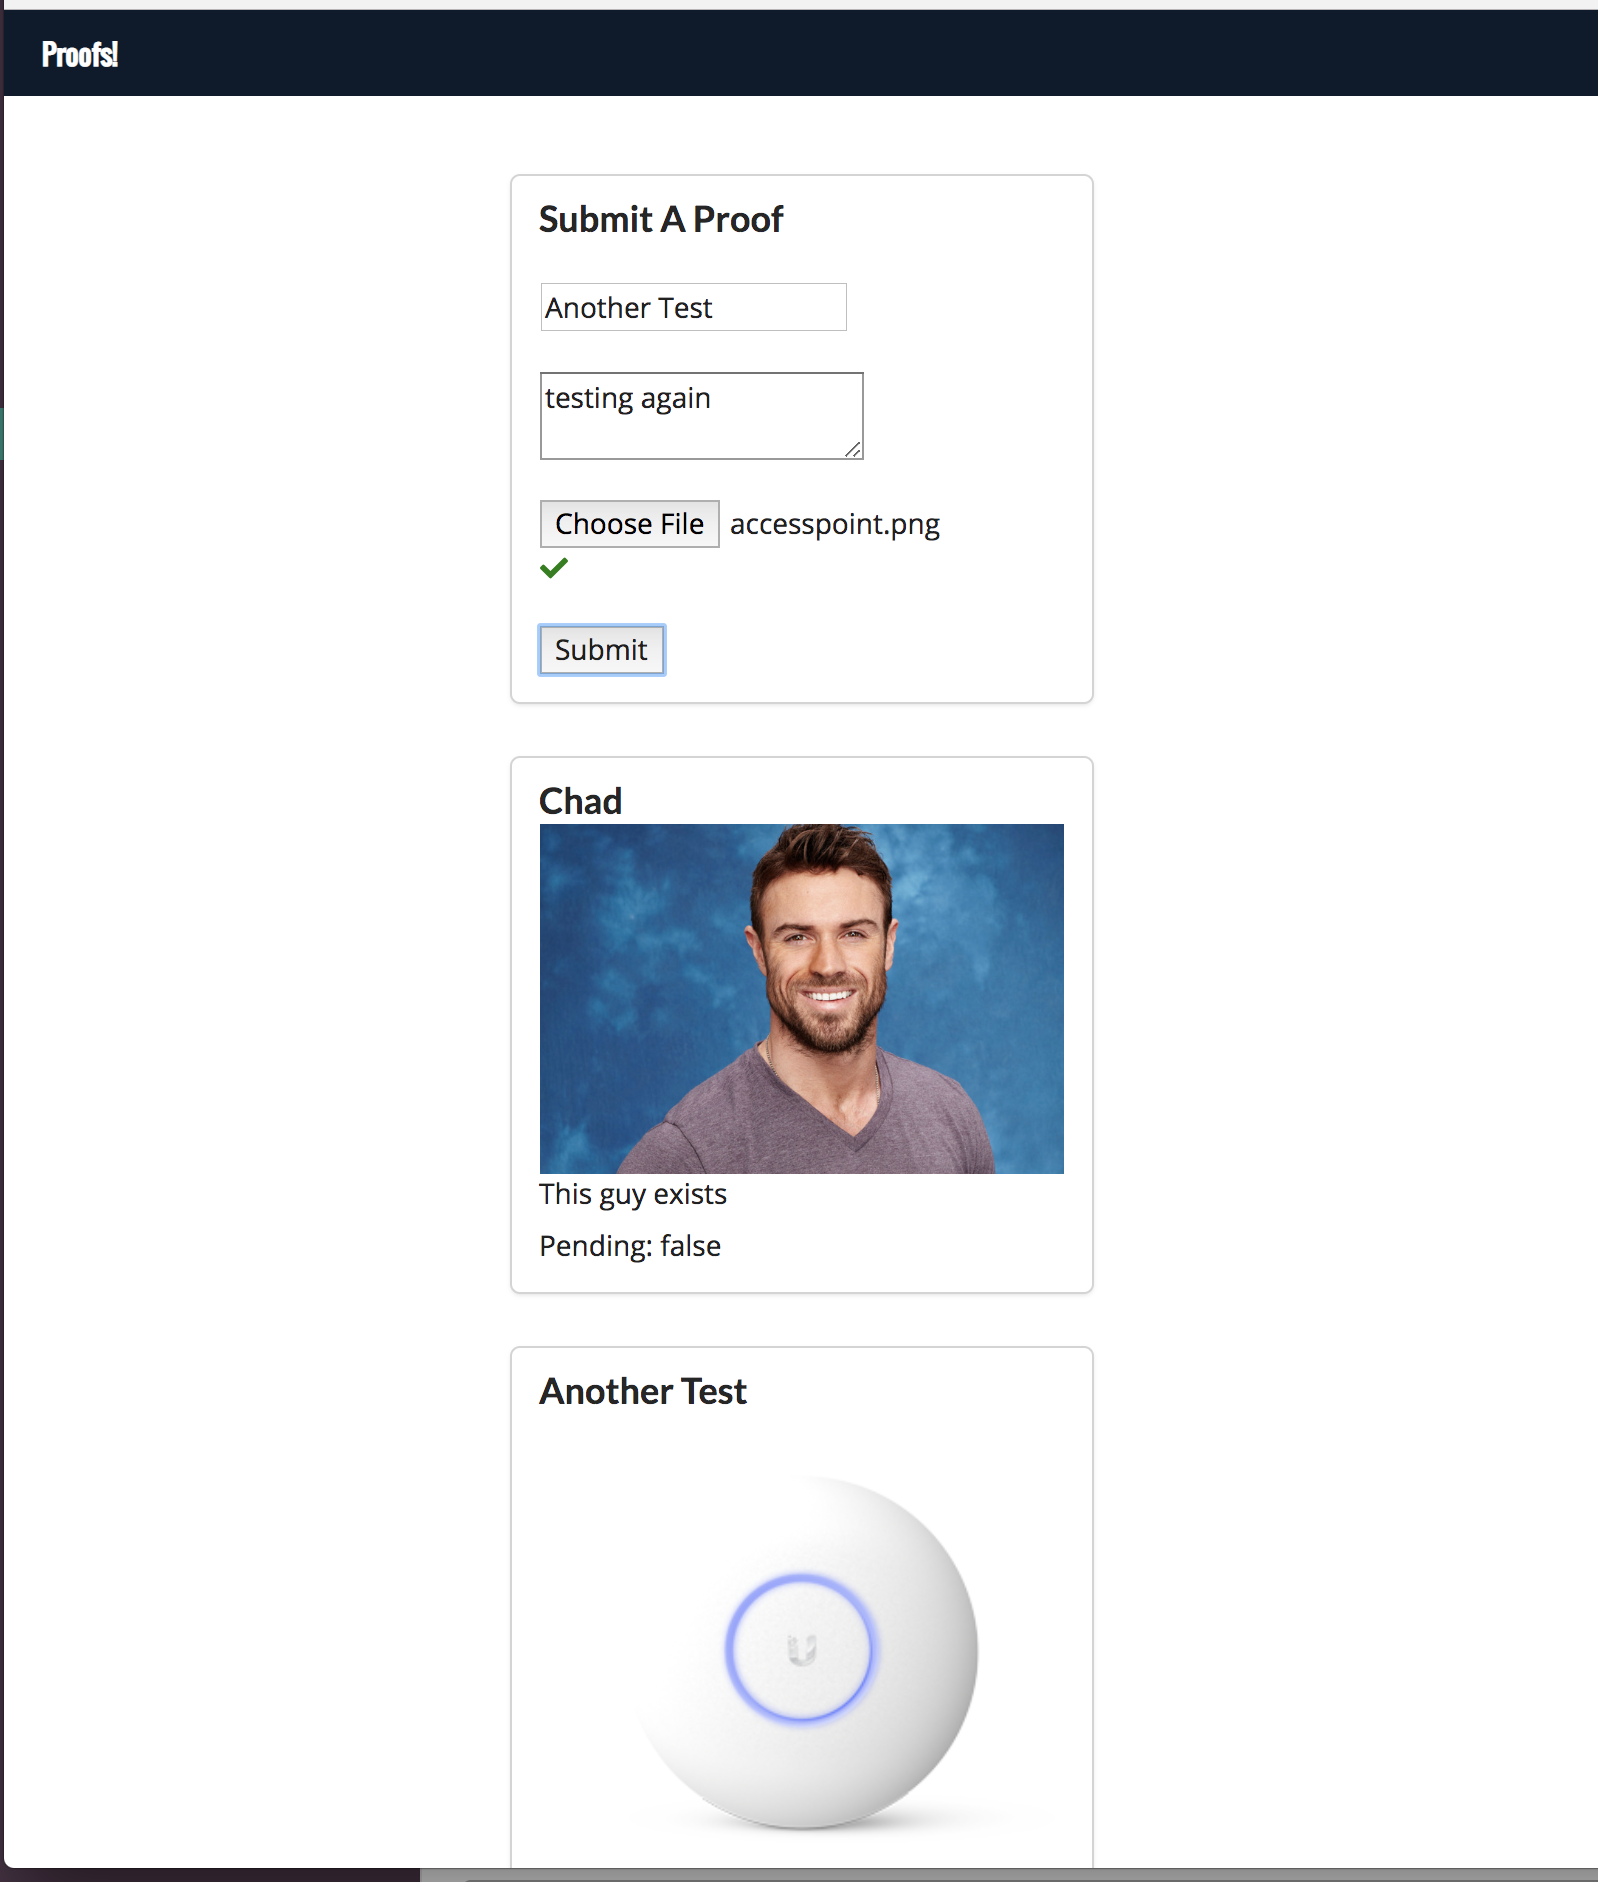 Proofs!
Submit A Proof
Another Test
testing again
Choose File accesspoint.png
Submit
Chad
This guy exists
Pending: false
Another Test
U